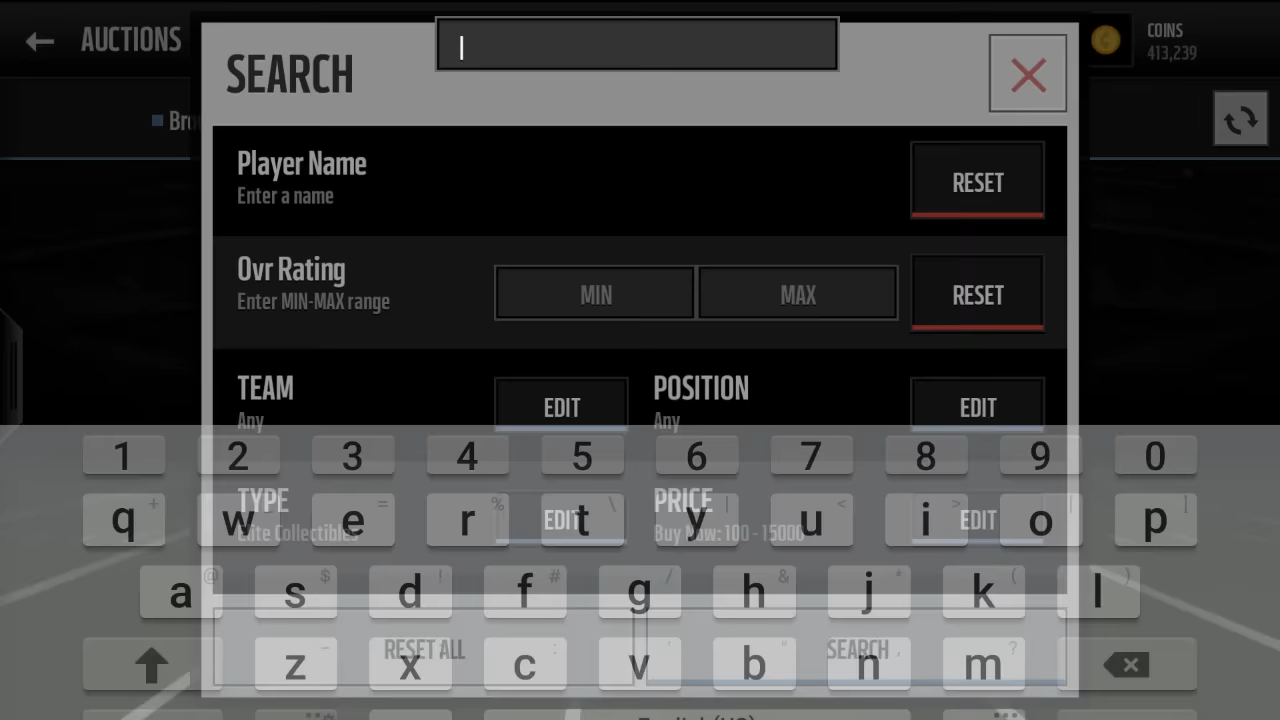 AUCTIONS
COINS
413,239
SEARCH
Player Name
Enter a name
RESET
Ovr Rating
Enter MIN-MAX range
MIN
MAX
RESET
TEAM
Any
EDIT
POSITION
Any
EDIT
1 2 3 4 5 6 7 8 9 0
TYPE
Elite Collectibles
EDIT
PRICE
Buy Now: 100 - 15000
EDIT
q w e r t y u i o p
+ = % \ | < > [ ]
a s d f g h j k l
@ $ ! # / & * ( )
RESET ALL
SEARCH
z x c v b n m
- : ' " , ?
English (US)